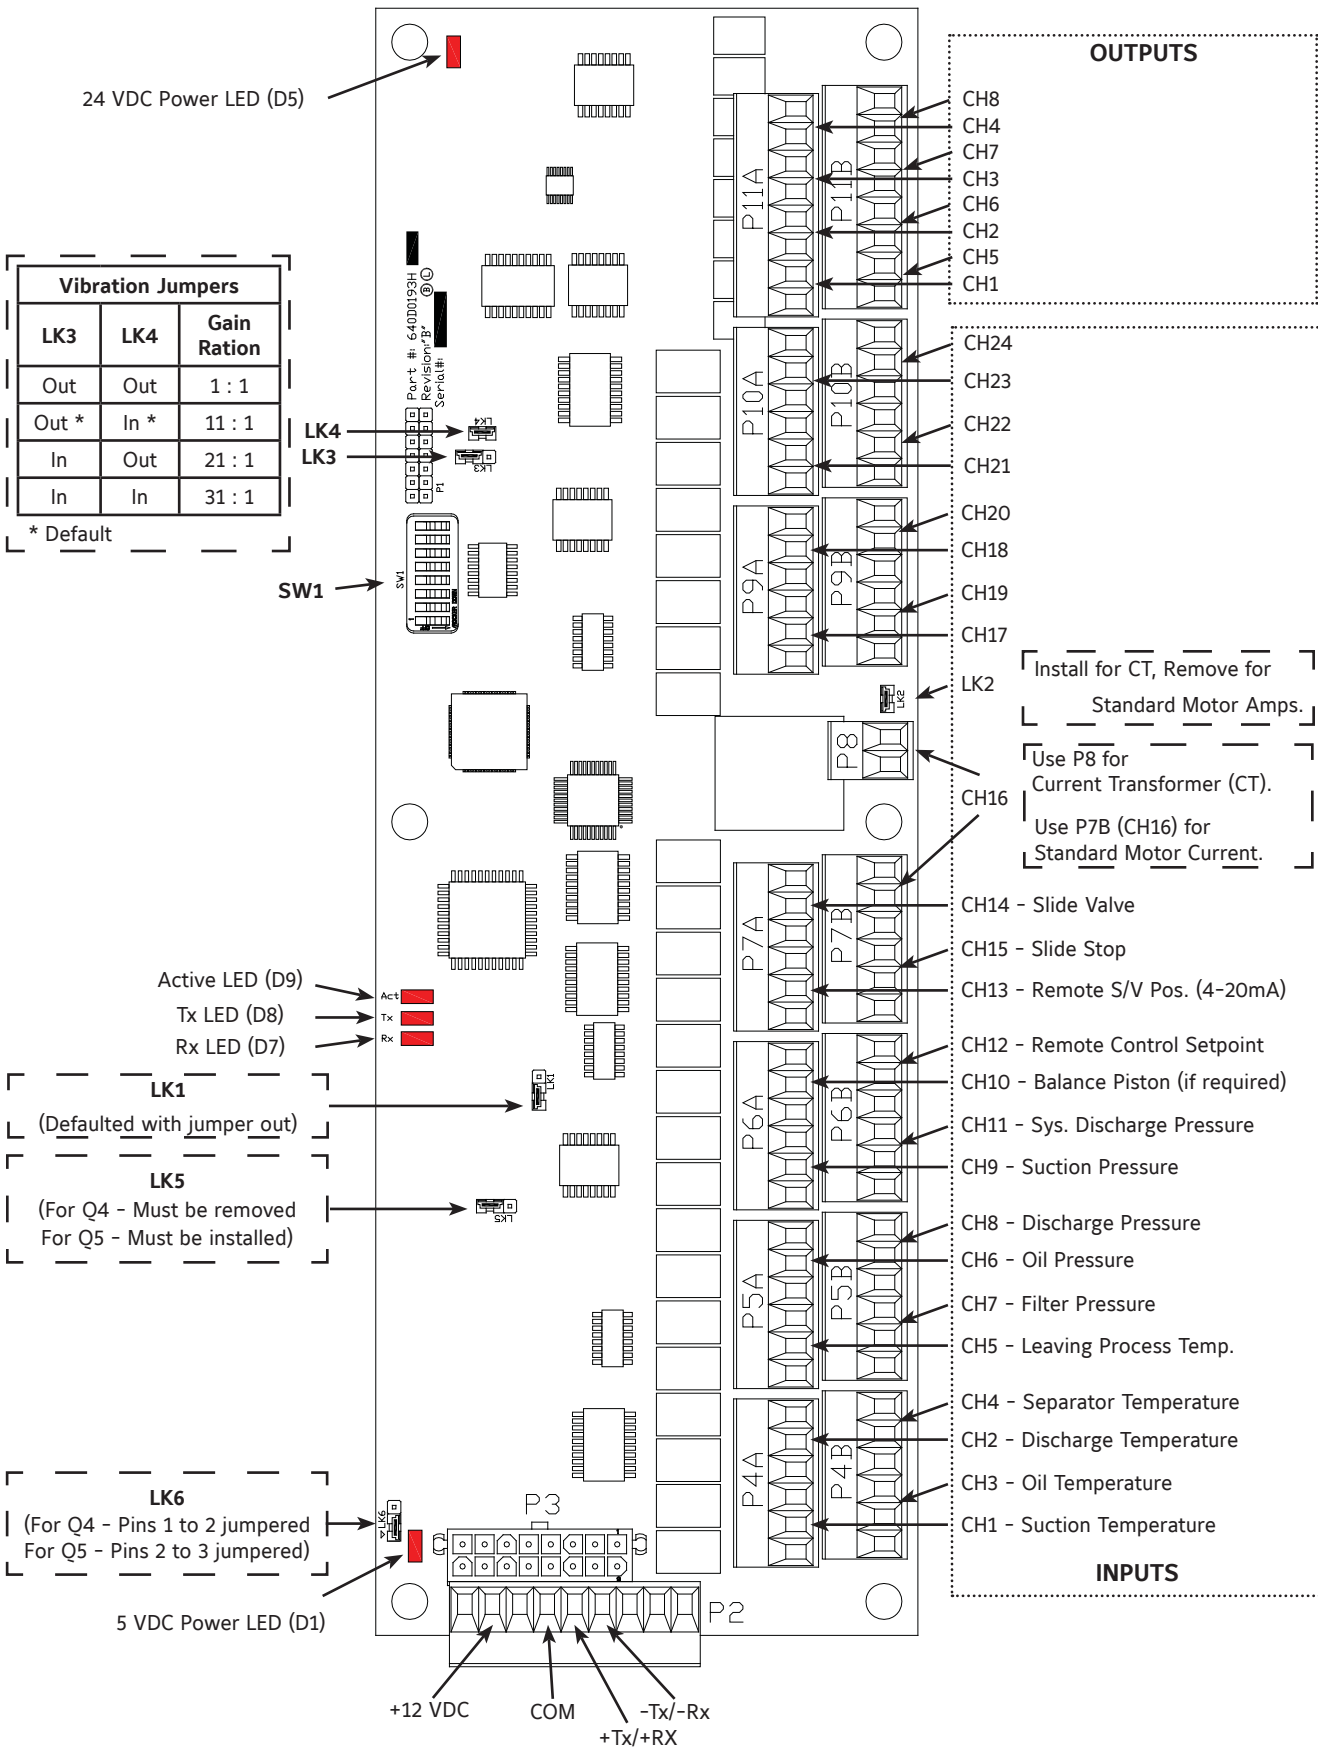 24 VDC Power LED (D5)
OUTPUTS
CH8
CH4
CH7
CH3
CH6
CH2
CH5
CH1
P11A
P11B
Vibration Jumpers
LK3 LK4 Gain Ration
Out Out 1 : 1
Out * In * 11 : 1
In Out 21 : 1
In In 31 : 1
* Default
Part #: 640D0193H
Revision:"B"
Serial#:
B L
LK4
LK3
LK4
LK3
P1
SW1
SW1
P10A
P10B
CH24
CH23
CH22
CH21
P9A
P9B
CH20
CH18
CH19
CH17
LK2
LK2
Install for CT, Remove for
Standard Motor Amps.
P8
CH16
Use P8 for
Current Transformer (CT).
Use P7B (CH16) for
Standard Motor Current.
P7A
P7B
CH14 - Slide Valve
CH15 - Slide Stop
CH13 - Remote S/V Pos. (4-20mA)
Active LED (D9)
Tx LED (D8)
Rx LED (D7)
Act
Tx
Rx
LK1
(Defaulted with jumper out)
LK1
P6A
P6B
CH12 - Remote Control Setpoint
CH10 - Balance Piston (if required)
CH11 - Sys. Discharge Pressure
CH9 - Suction Pressure
LK5
(For Q4 - Must be removed
For Q5 - Must be installed)
LK5
P5A
P5B
CH8 - Discharge Pressure
CH6 - Oil Pressure
CH7 - Filter Pressure
CH5 - Leaving Process Temp.
P4A
P4B
CH4 - Separator Temperature
CH2 - Discharge Temperature
CH3 - Oil Temperature
CH1 - Suction Temperature
INPUTS
LK6
(For Q4 - Pins 1 to 2 jumpered
For Q5 - Pins 2 to 3 jumpered)
LK6
P3
5 VDC Power LED (D1)
P2
+12 VDC
COM
-Tx/-Rx
+Tx/+RX